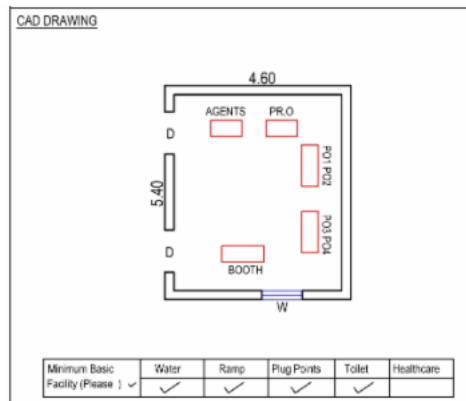 CAD DRAWING
4.60
AGENTS PR.O
D
PO1 PO2
5.40
PO3 PO4
D
BOOTH
W
Minimum Basic Water Ramp Plug Points Toilet Healthcare
Facility (Please ) ✓ ✓ ✓ ✓ ✓